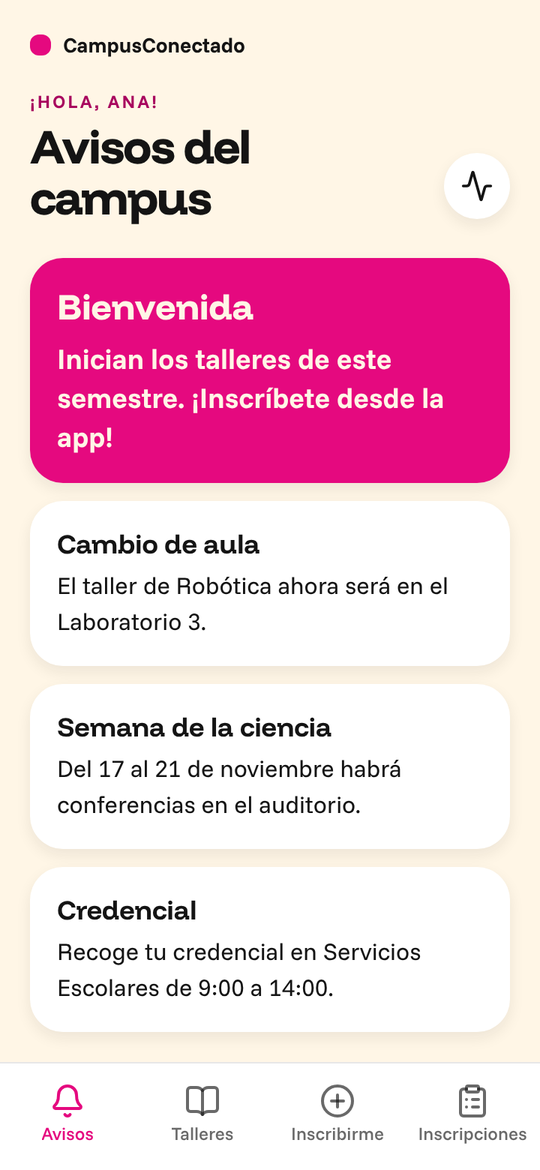 CampusConectado
¡HOLA, ANA!
Avisos del
campus
Bienvenida
Inician los talleres de este
semestre. ¡Inscríbete desde la
app!
Cambio de aula
El taller de Robótica ahora será en el
Laboratorio 3.
Semana de la ciencia
Del 17 al 21 de noviembre habrá
conferencias en el auditorio.
Credencial
Recoge tu credencial en Servicios
Escolares de 9:00 a 14:00.
Avisos
Talleres
Inscribirme
Inscripciones